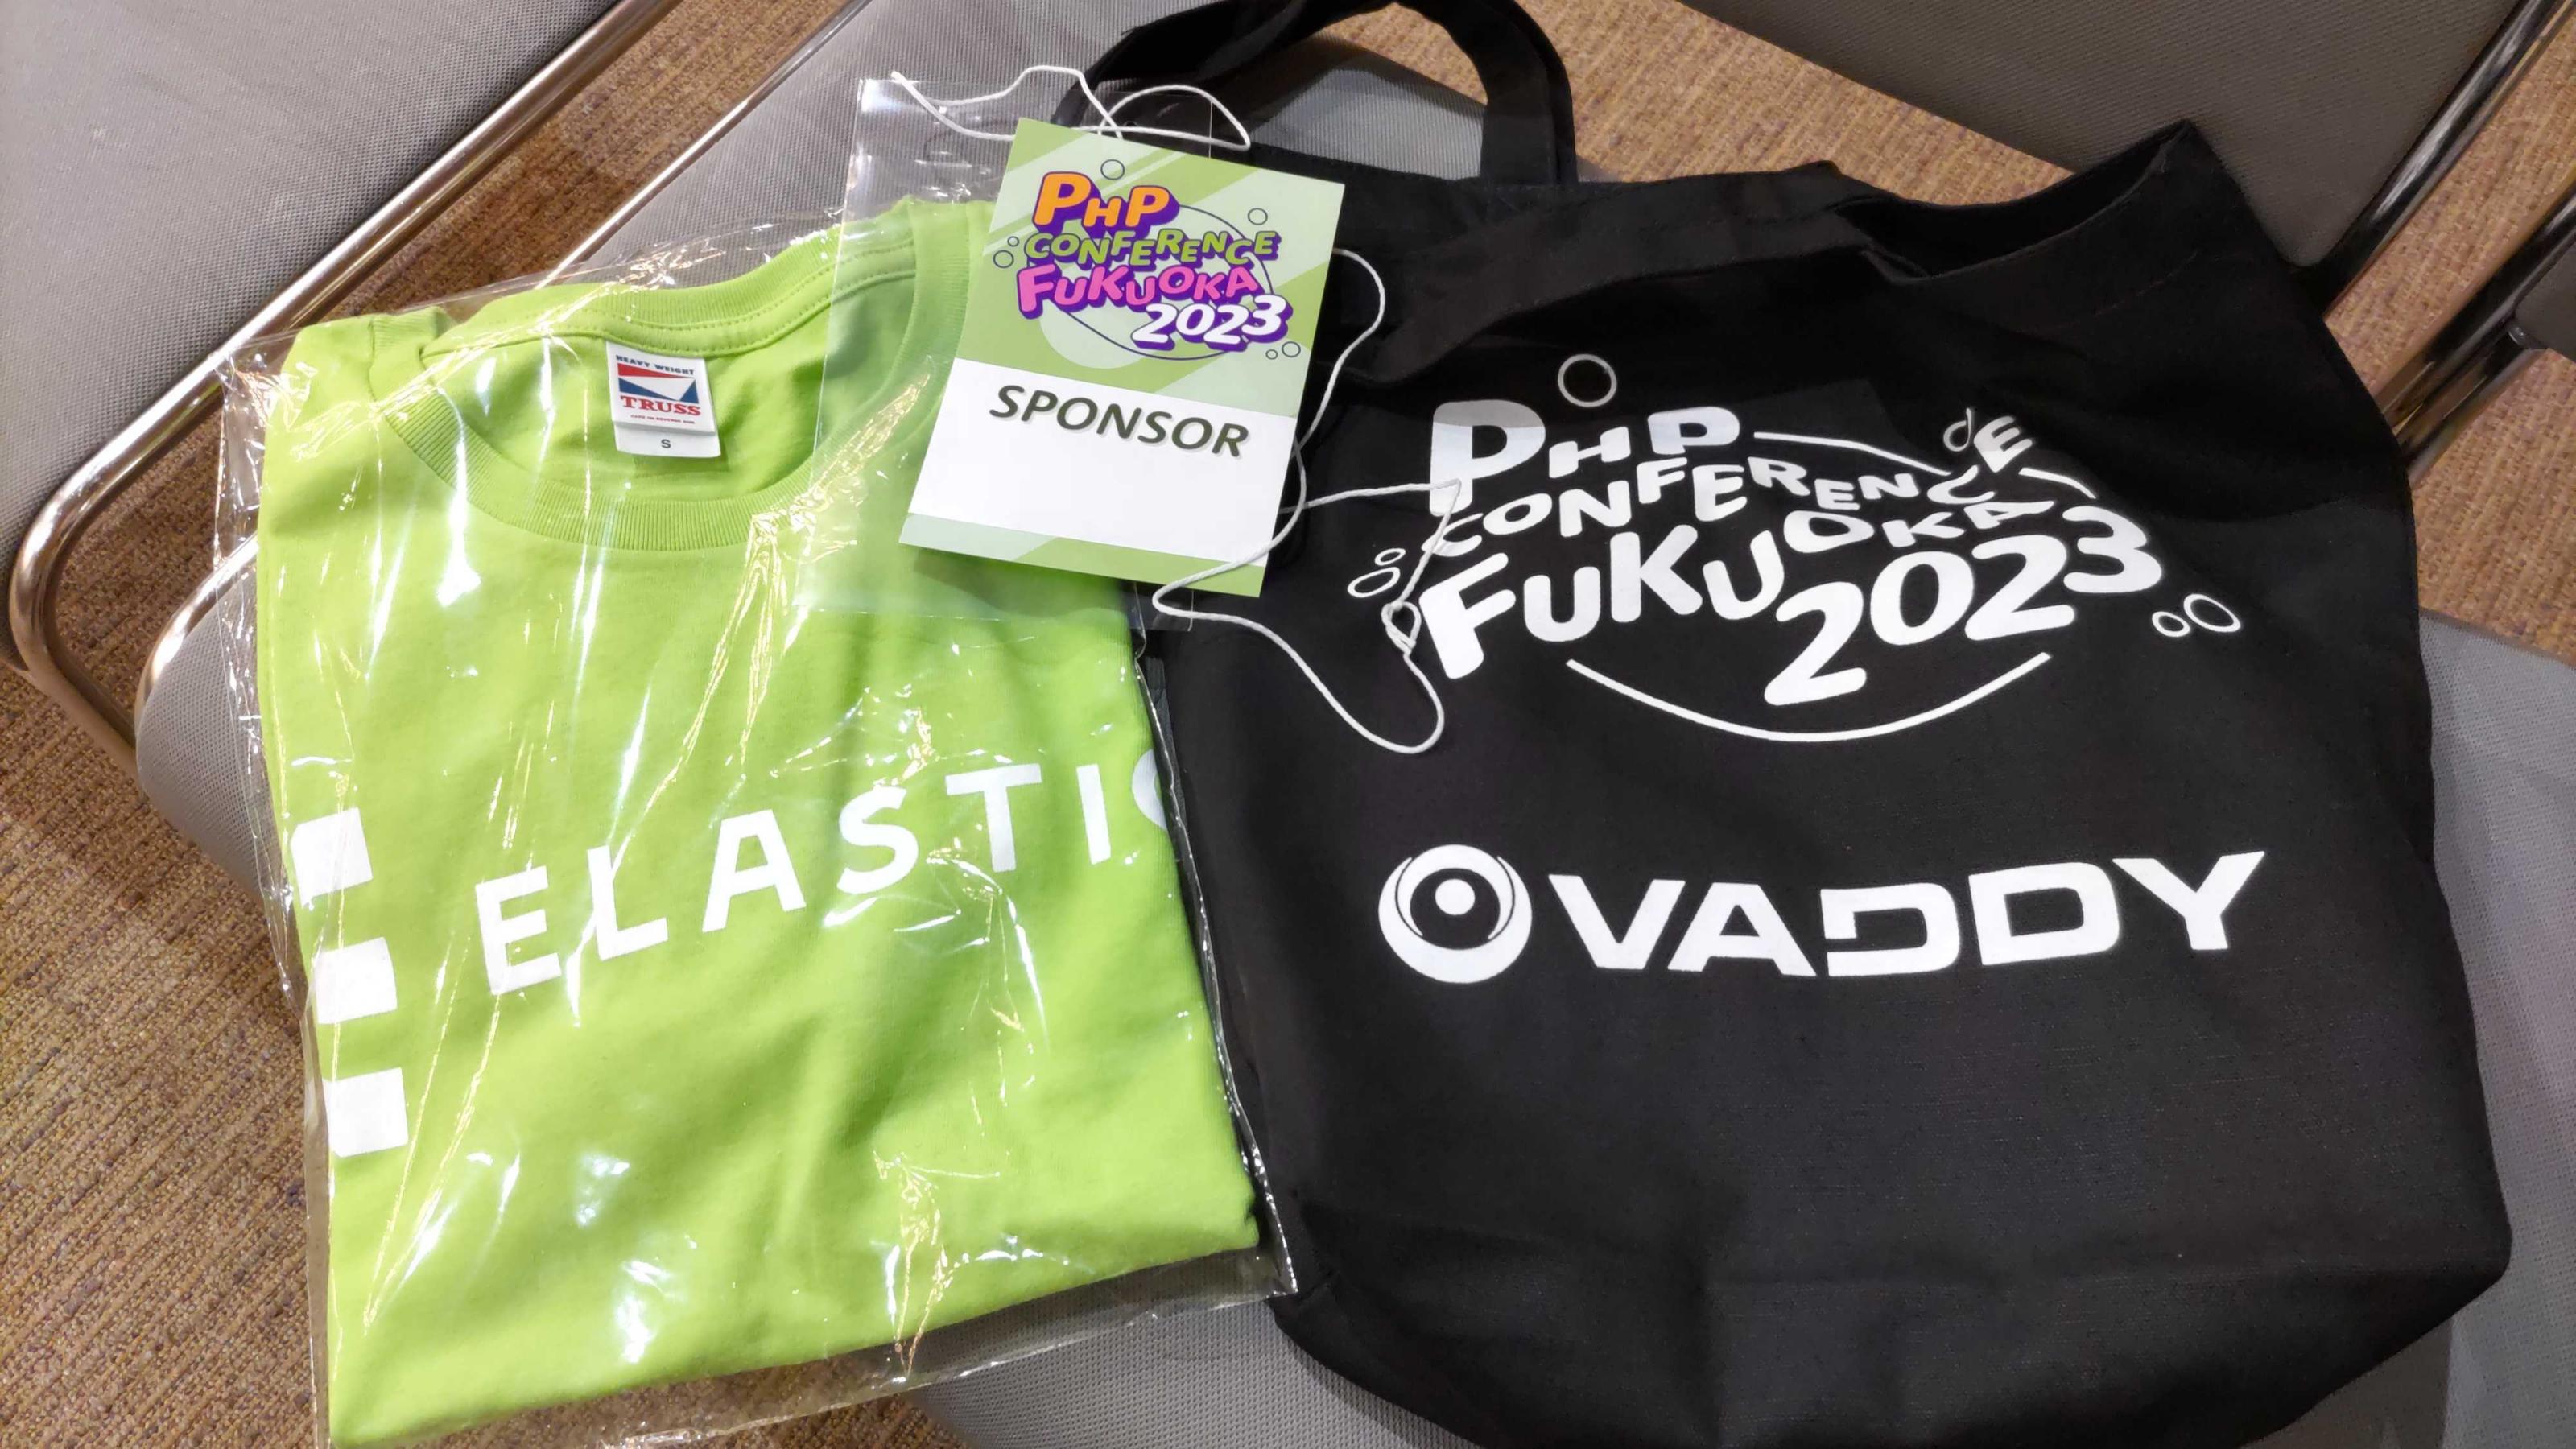 HEAVY WEIGHT
TRUSS
S
ELASTIC
PHP
CONFERENCE
FUKUOKA
2023
SPONSOR
PHP
CONFERENCE
FUKUOKA
2023
VADDY